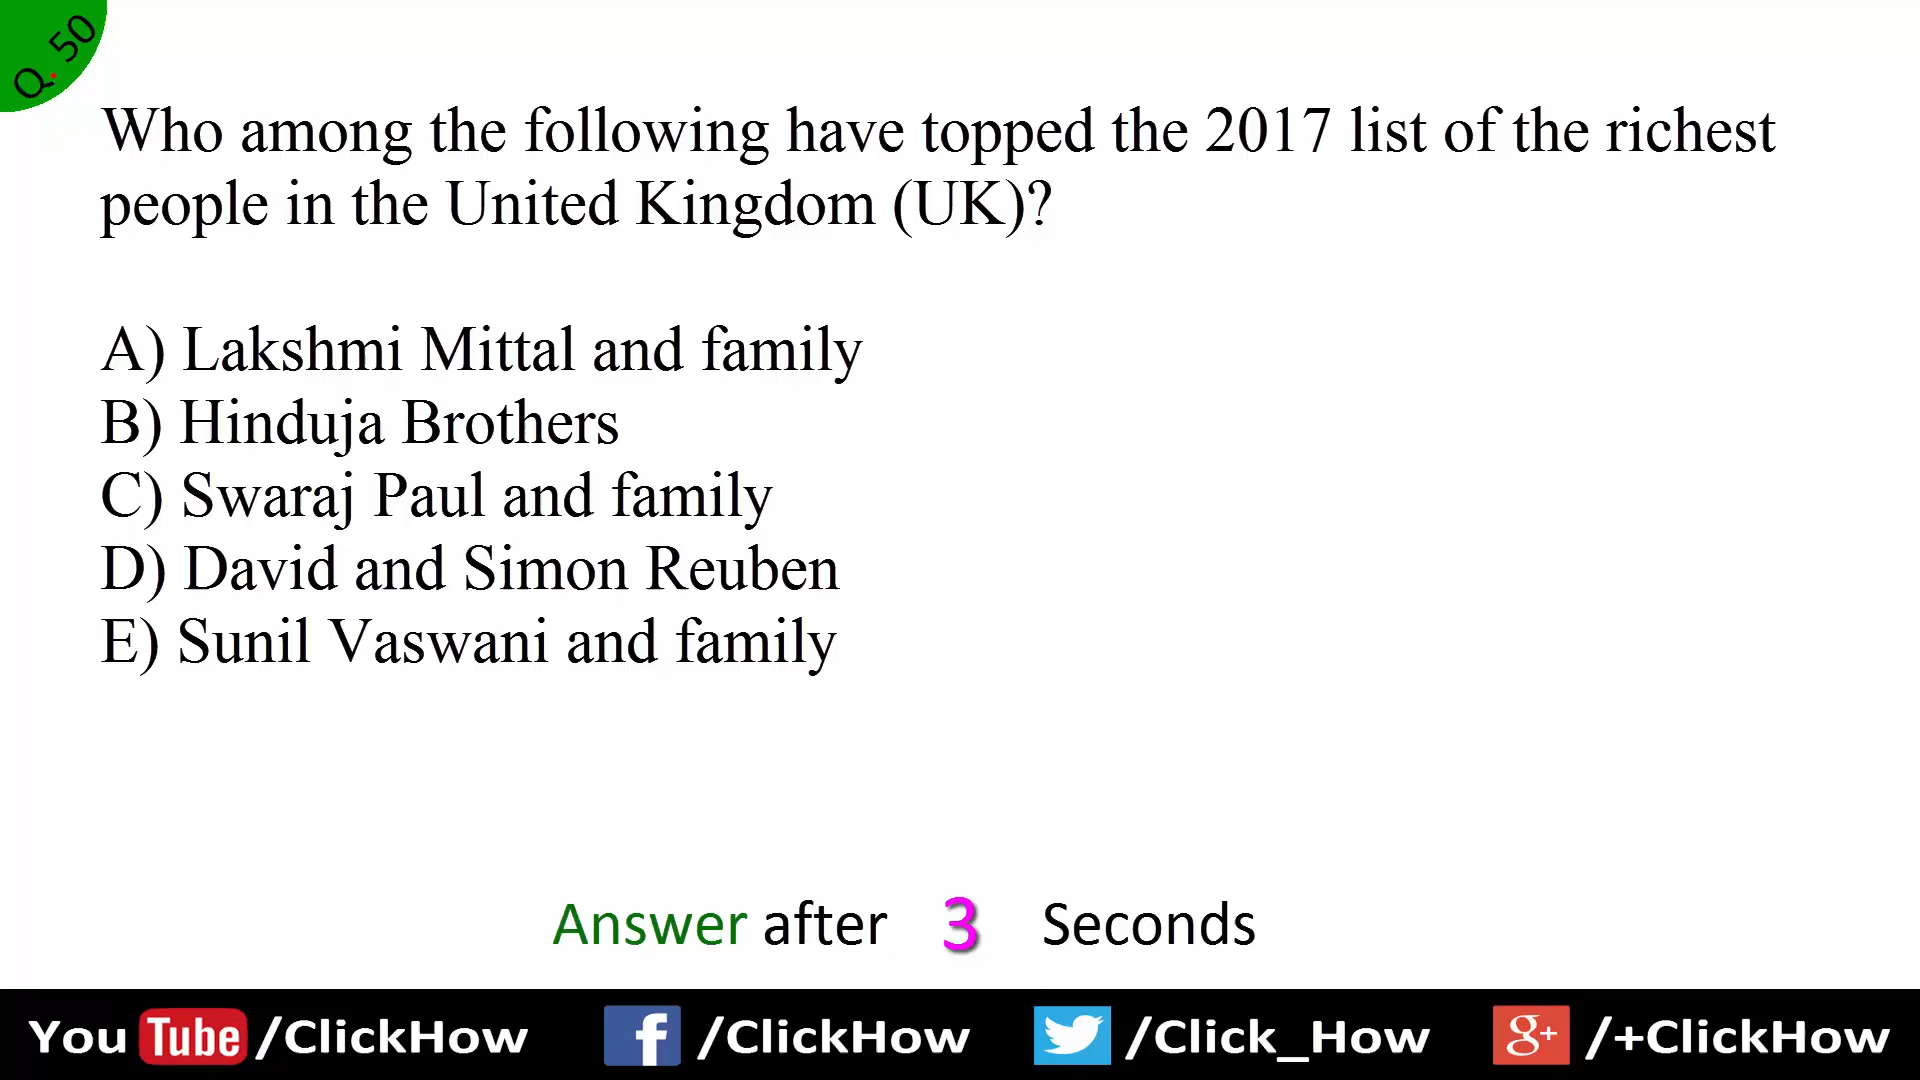 Q. 50
Who among the following have topped the 2017 list of the richest
people in the United Kingdom (UK)?
A) Lakshmi Mittal and family
B) Hinduja Brothers
C) Swaraj Paul and family
D) David and Simon Reuben
E) Sunil Vaswani and family
Answer after 3 Seconds
You Tube /ClickHow f /ClickHow /Click_How g+ /+ClickHow